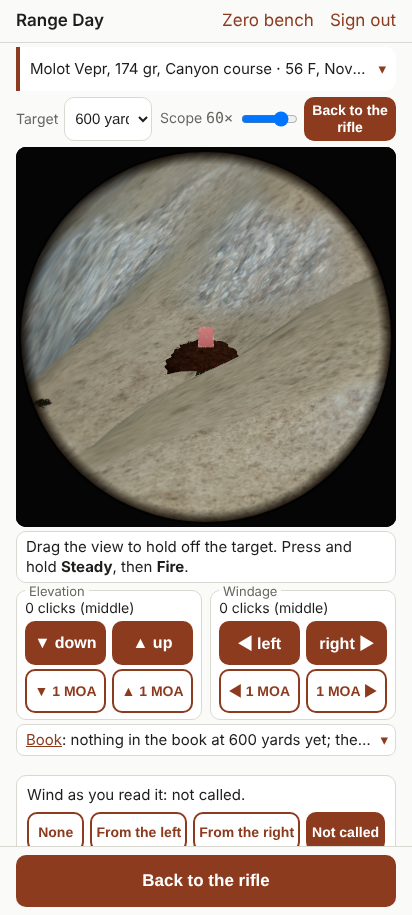 Range Day
Zero bench
Sign out
Molot Vepr, 174 gr, Canyon course · 56 F, Nov... ▼
Target
600 yard
Scope 60×
Back to the
rifle
Drag the view to hold off the target. Press and
hold Steady, then Fire.
Elevation
0 clicks (middle)
▼ down
▲ up
▼ 1 MOA
▲ 1 MOA
Windage
0 clicks (middle)
◀ left
right ▶
◀ 1 MOA
1 MOA ▶
Book: nothing in the book at 600 yards yet; the... ▼
Wind as you read it: not called.
None
From the left
From the right
Not called
Back to the rifle